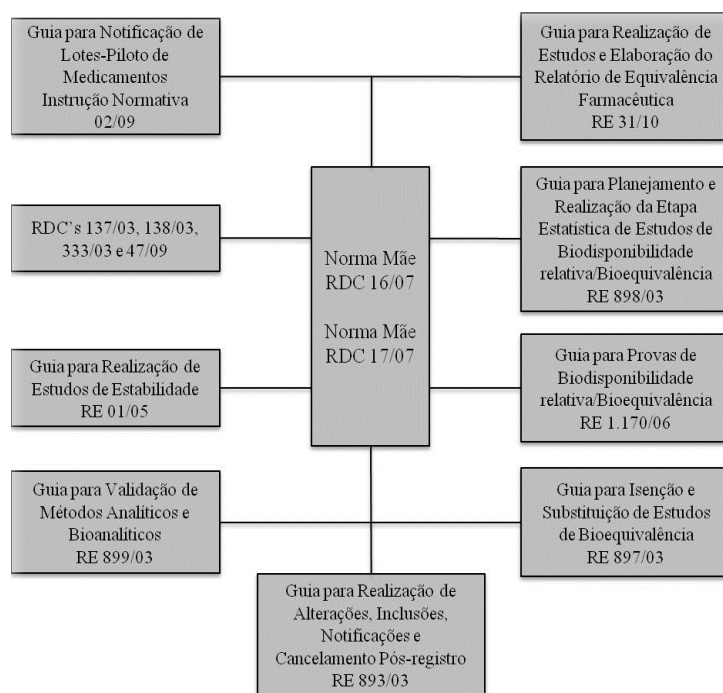 Guia para Notificação de
Lotes-Piloto de
Medicamentos
Instrução Normativa
02/09
Guia para Realização de
Estudos e Elaboração do
Relatório de Equivalência
Farmacêutica
RE 31/10
RDC's 137/03, 138/03,
333/03 e 47/09
Norma Mãe
RDC 16/07
Norma Mãe
RDC 17/07
Guia para Planejamento e
Realização da Etapa
Estatística de Estudos de
Biodisponibilidade
relativa/Bioequivalência
RE 898/03
Guia para Realização de
Estudos de Estabilidade
RE 01/05
Guia para Provas de
Biodisponibilidade
relativa/Bioequivalência
RE 1.170/06
Guia para Validação de
Métodos Analíticos e
Bioanalíticos
RE 899/03
Guia para Isenção e
Substituição de Estudos
de Bioequivalência
RE 897/03
Guia para Realização de
Alterações, Inclusões,
Notificações e
Cancelamento Pós-registro
RE 893/03